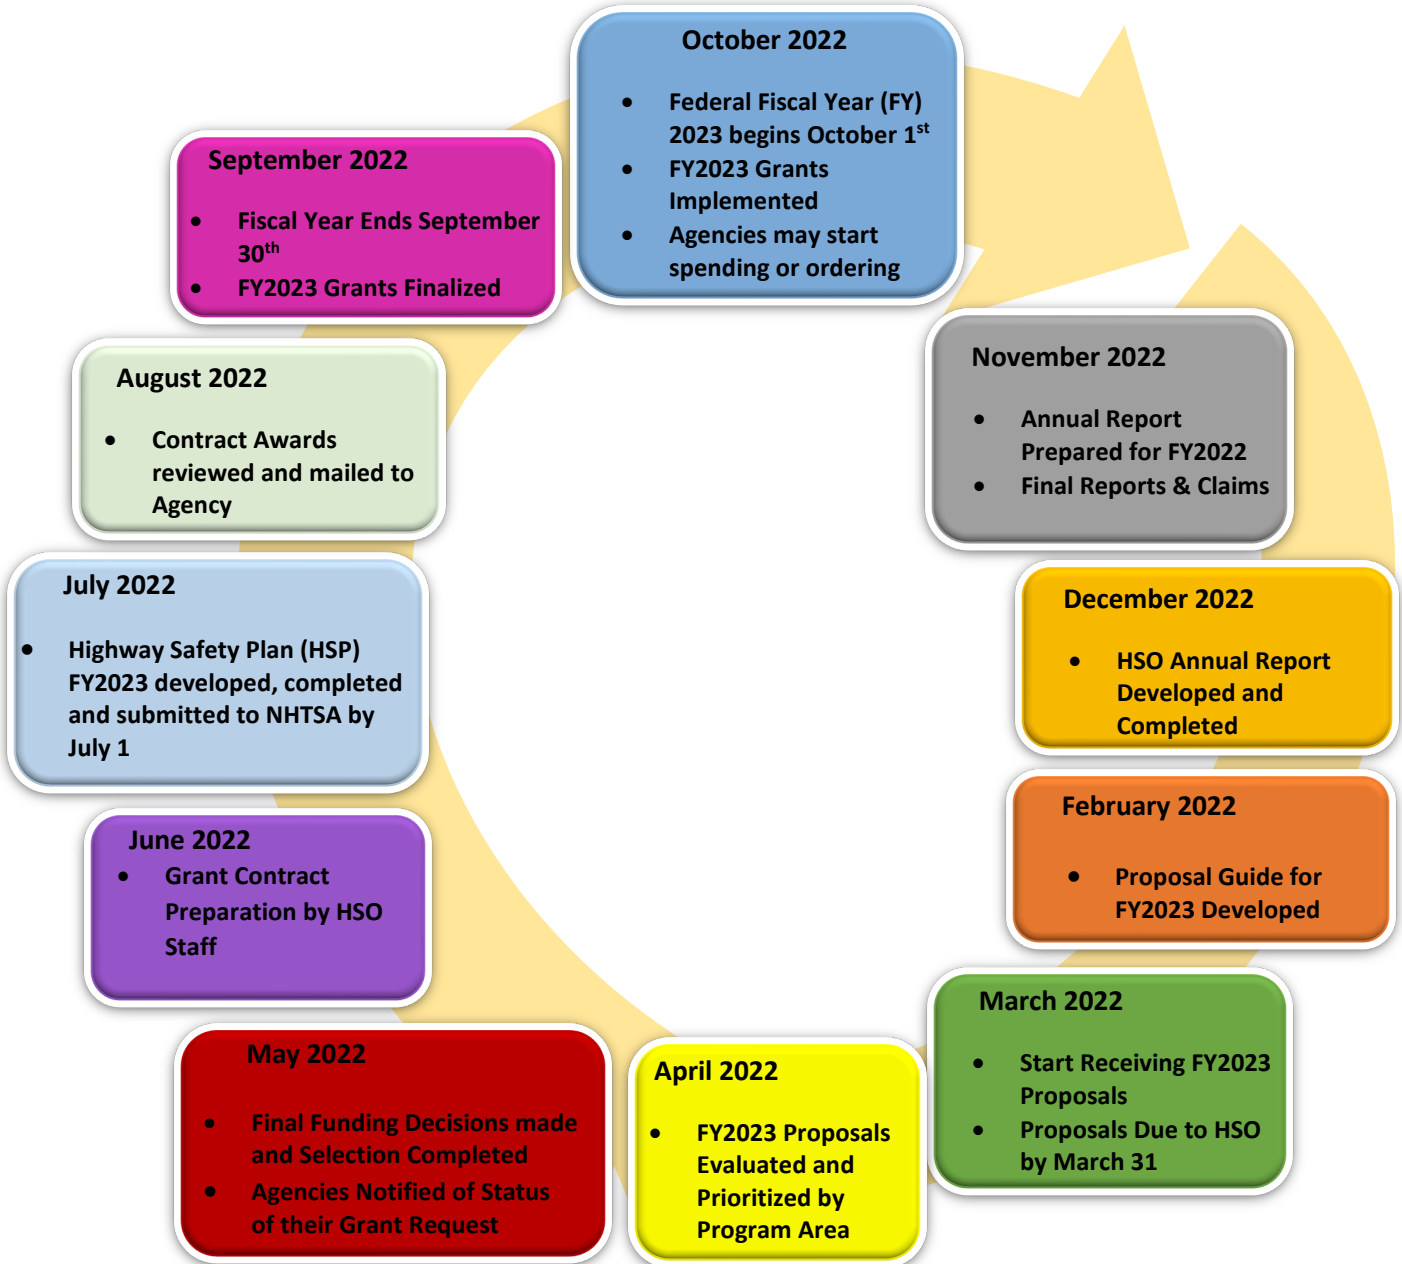 October 2022
• Federal Fiscal Year (FY)
2023 begins October 1st
• FY2023 Grants
Implemented
• Agencies may start
spending or ordering
November 2022
• Annual Report
Prepared for FY2022
• Final Reports & Claims
December 2022
• HSO Annual Report
Developed and
Completed
February 2022
• Proposal Guide for
FY2023 Developed
March 2022
• Start Receiving FY2023
Proposals
• Proposals Due to HSO
by March 31
April 2022
• FY2023 Proposals
Evaluated and
Prioritized by
Program Area
May 2022
• Final Funding Decisions made
and Selection Completed
• Agencies Notified of Status
of their Grant Request
June 2022
• Grant Contract
Preparation by HSO
Staff
July 2022
• Highway Safety Plan (HSP)
FY2023 developed, completed
and submitted to NHTSA by
July 1
August 2022
• Contract Awards
reviewed and mailed to
Agency
September 2022
• Fiscal Year Ends September
30th
• FY2023 Grants Finalized